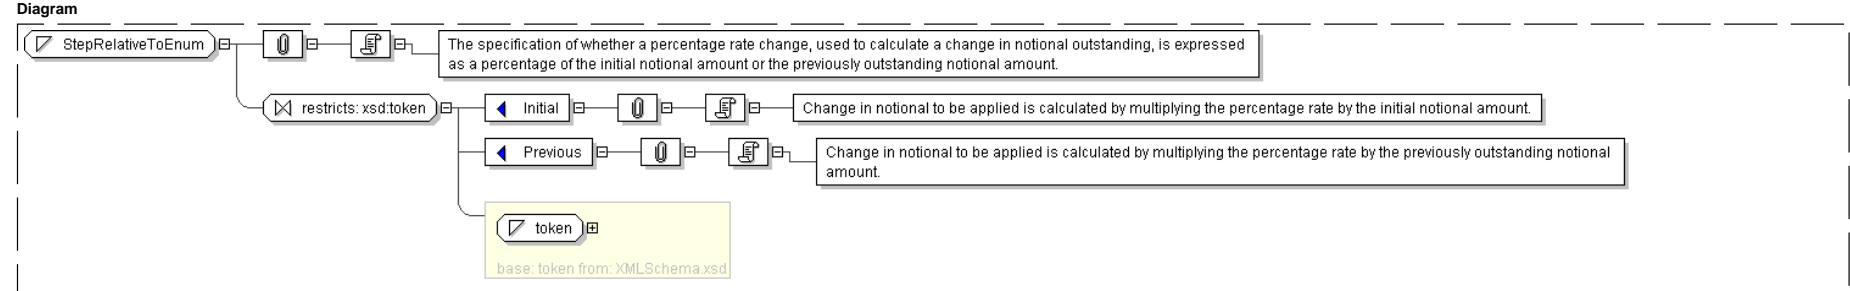 Diagram
StepRelativeToEnum
The specification of whether a percentage rate change, used to calculate a change in notional outstanding, is expressed
as a percentage of the initial notional amount or the previously outstanding notional amount.
restricts: xsd:token
Initial
Change in notional to be applied is calculated by multiplying the percentage rate by the initial notional amount.
Previous
Change in notional to be applied is calculated by multiplying the percentage rate by the previously outstanding notional
amount.
token
base: token from: XMLSchema.xsd